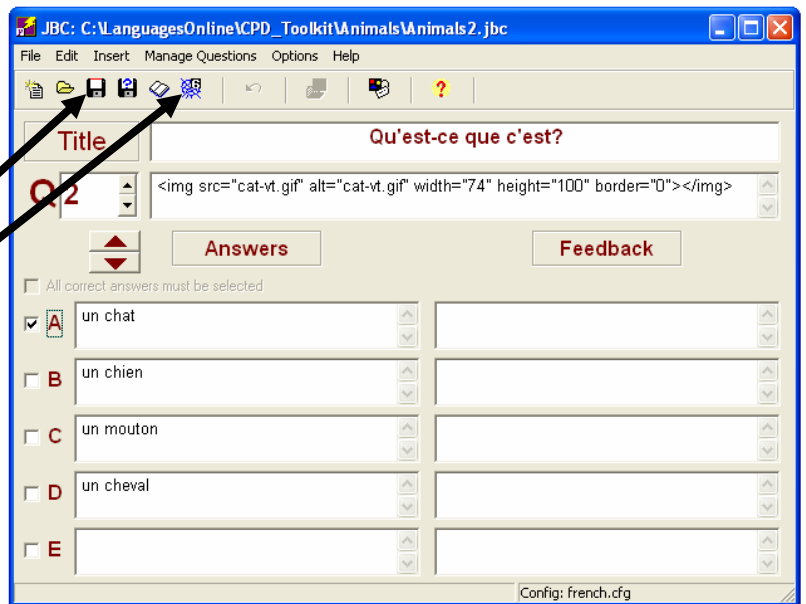 JBC: C:\LanguagesOnline\CPD_Toolkit\Animals\Animals2.jbc
File Edit Insert Manage Questions Options Help
Title
Qu'est-ce que c'est?
Q 2
<img src="cat-vt.gif" alt="cat-vt.gif" width="74" height="100" border="0"></img>
Answers
Feedback
All correct answers must be selected
A un chat
B un chien
C un mouton
D un cheval
E
Config: french.cfg